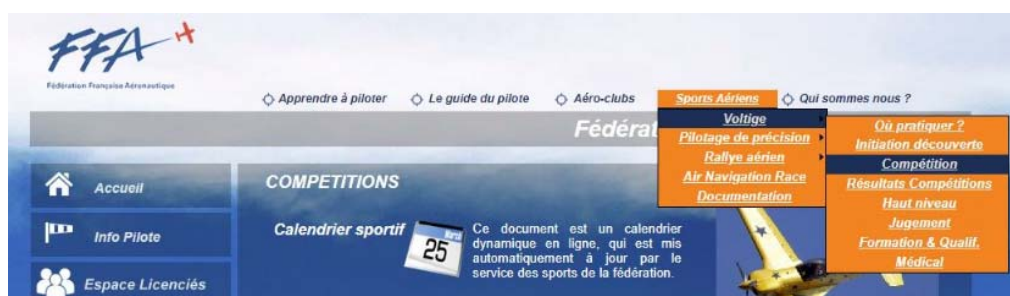 FFA
Fédération Française Aéronautique
Apprendre à piloter Le guide du pilote Aéro-clubs Sports Aériens Qui sommes nous ?
Fédérat
Voltige
Pilotage de précision
Rallye aérien
Air Navigation Race
Documentation
Où pratiquer ?
Initiation découverte
Compétition
Résultats Compétitions
Haut niveau
Jugement
Formation & Qualif.
Médical
Accueil
Info Pilote
Espace Licenciés
COMPETITIONS
Calendrier sportif
25
Ce document est un calendrier
dynamique en ligne, qui est mis
automatiquement à jour par le
service des sports de la fédération.